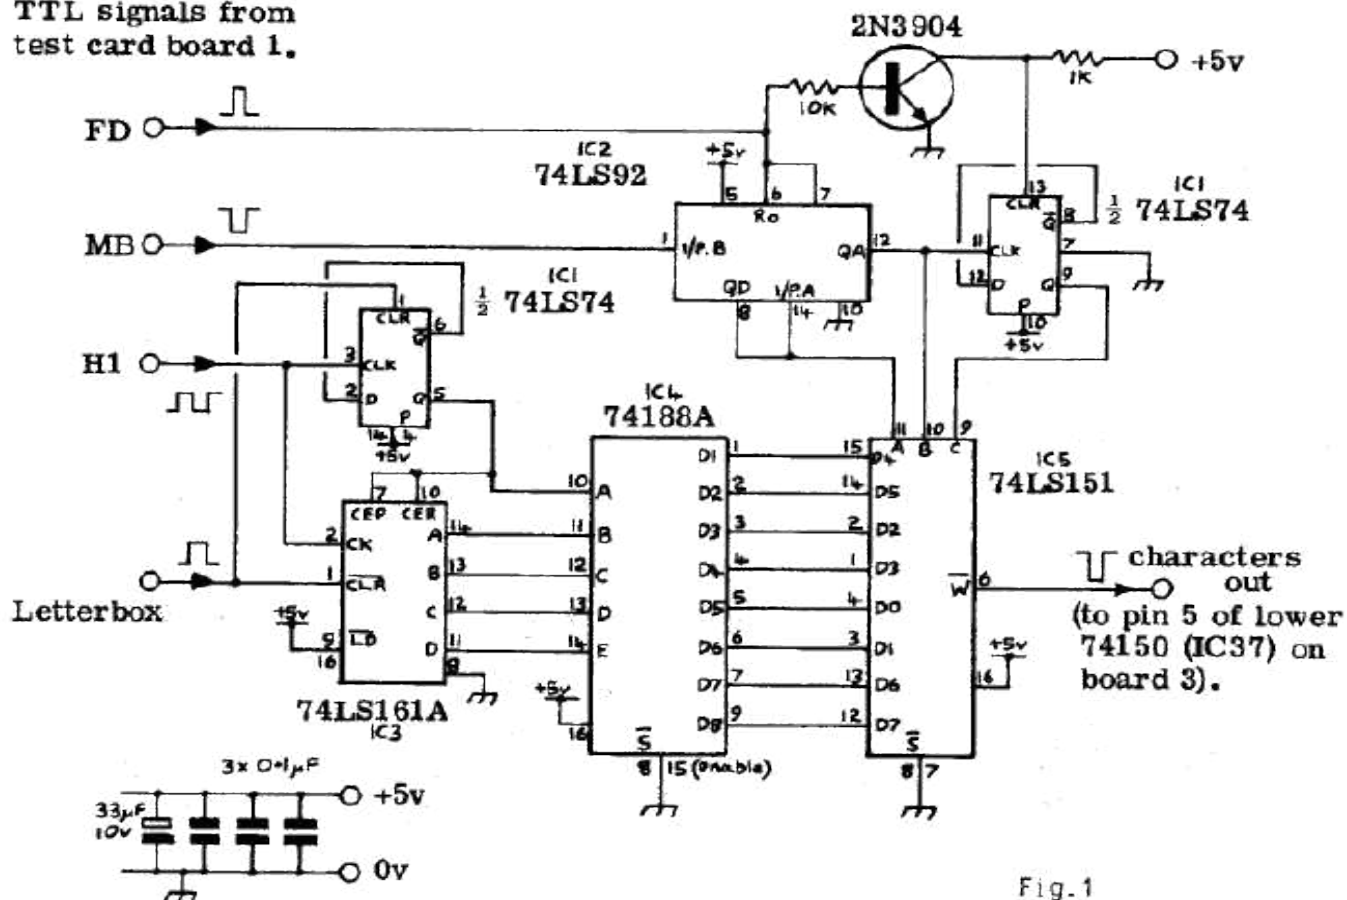 TTL signals from
test card board 1.
2N3904
+5v
1K
10K
FD
IC2
74LS92
+5v
5
6
7
Ro
MB
1
I/P.B
QA
12
QD
I/P.A
8
14
10
IC1
1/2 74LS74
13
CLR
Q̅
8
11
CLK
7
12
D
Q
9
P
10
+5v
IC1
1/2 74LS74
1
CLR
6
Q̅
H1
3
CLK
2
D
Q
5
P
14
4
+5v
IC4
74188A
7
10
CEP
CER
2
CK
A
14
1
C̅L̅R̅
B
13
C
12
+5v
9
L̅D̅
D
11
16
8
74LS161A
IC3
Letterbox
10
A
11
B
12
C
13
D
14
E
+5v
16
S̅
8
15 (enable)
D1
1
D2
2
D3
3
D4
4
D5
5
D6
6
D7
7
D8
9
11
10
9
A
B
C
IC5
74LS151
15
D4
14
D5
2
D2
1
D3
4
D0
3
D1
13
D6
12
D7
W̅
6
+5v
16
S̅
8
7
characters
out
(to pin 5 of lower
74150 (IC37) on
board 3).
3x 0.1µF
33µF
10v
+5v
0v
Fig.1